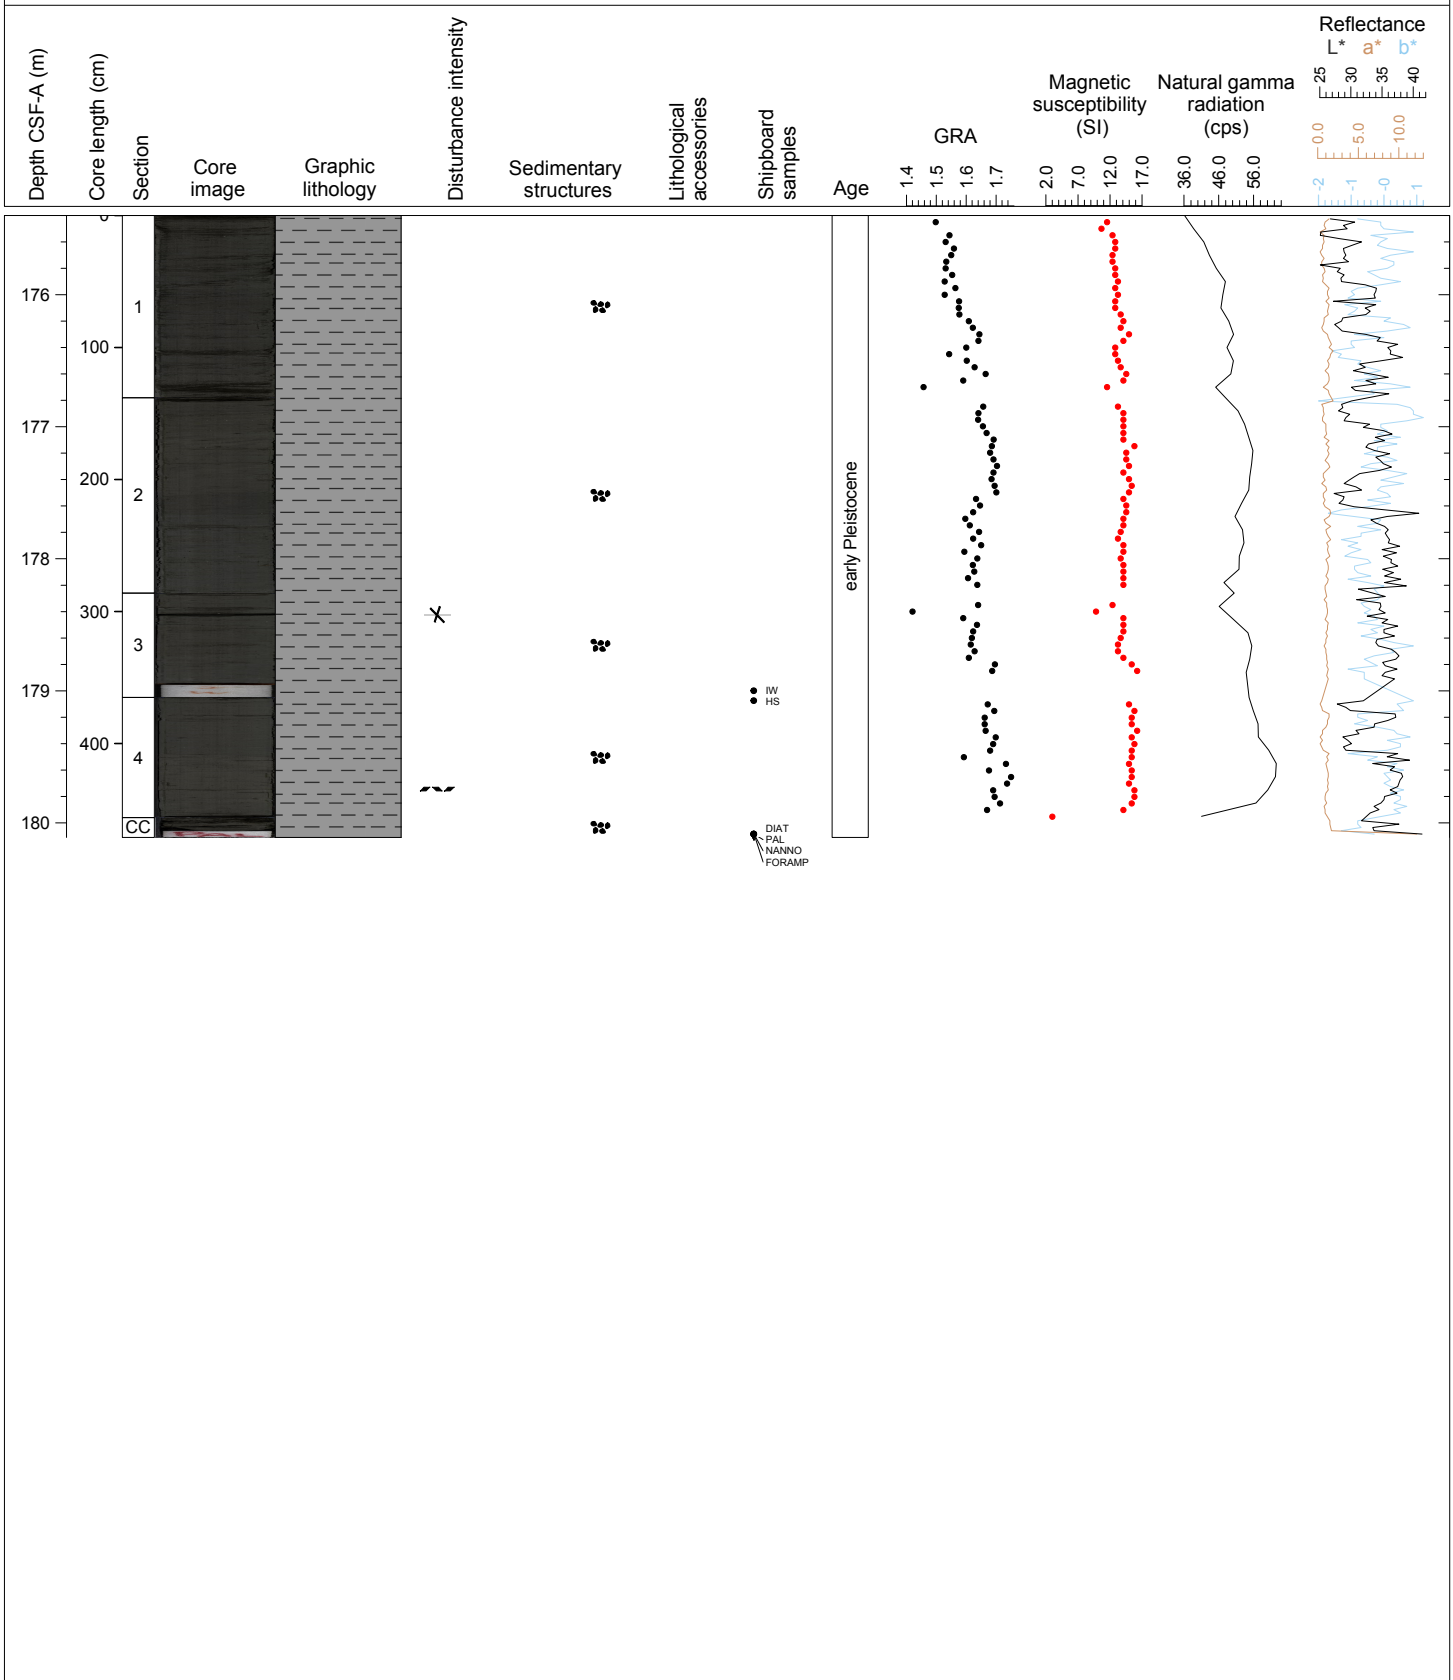 Depth CSF-A (m)
Core length (cm)
Section
Core
image
Graphic
lithology
Disturbance intensity
Sedimentary
structures
Lithological
accessories
Shipboard
samples
Age
GRA
1.4 1.5 1.6 1.7
Magnetic
susceptibility
(SI)
2.0 7.0 12.0 17.0
Natural gamma
radiation
(cps)
36.0 46.0 56.0
Reflectance
L* a* b*
25 30 35 40
0.0 5.0 10.0
-2 -1 -0 1
0
176
1
100
177
200
2
178
300
3
179
IW
HS
400
4
180
CC
DIAT
PAL
NANNO
FORAMP
early Pleistocene